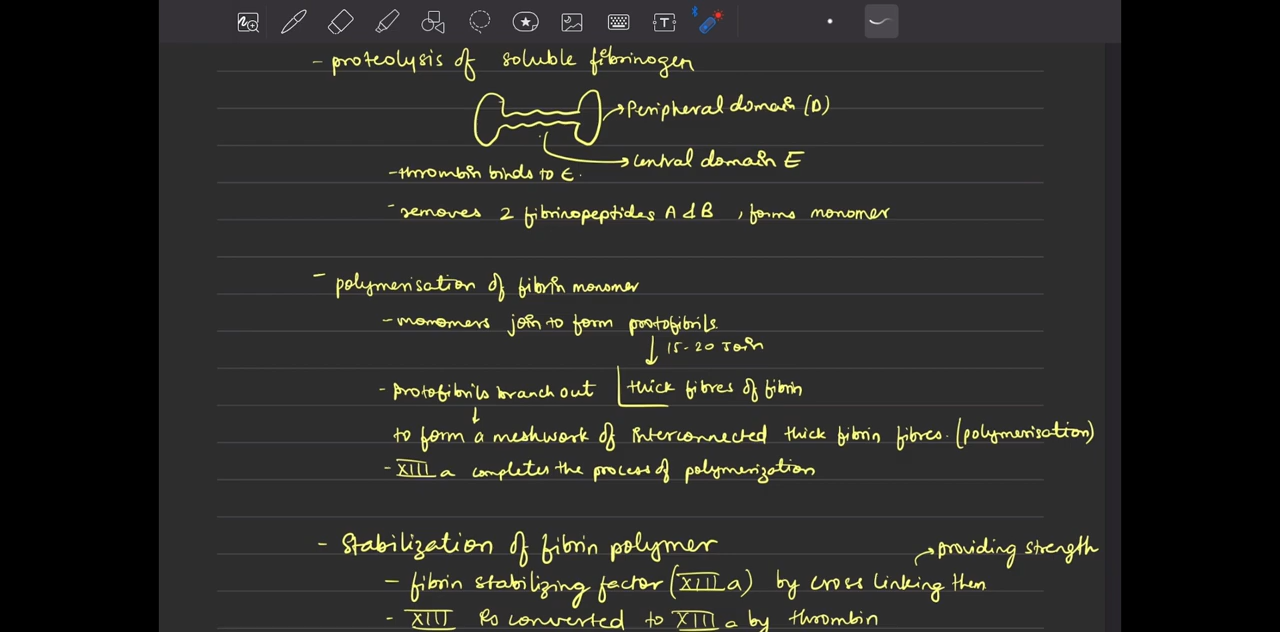 - proteolysis of soluble fibrinogen
Peripheral domain (D)
central domain E
- thrombin binds to E.
- removes 2 fibrinopeptides A & B, forms monomer
- polymerisation of fibrin monomer
- monomers join to form protofibrils.
15-20 Join
- protofibrils branch out thick fibres of fibrin
to form a meshwork of interconnected thick fibrin fibres. (polymerisation)
- XIII a completes the process of polymerization
- Stabilization of fibrin polymer
providing strength
- fibrin stabilizing factor (XIII a) by cross linking them
- XIII is converted to XIII a by thrombin